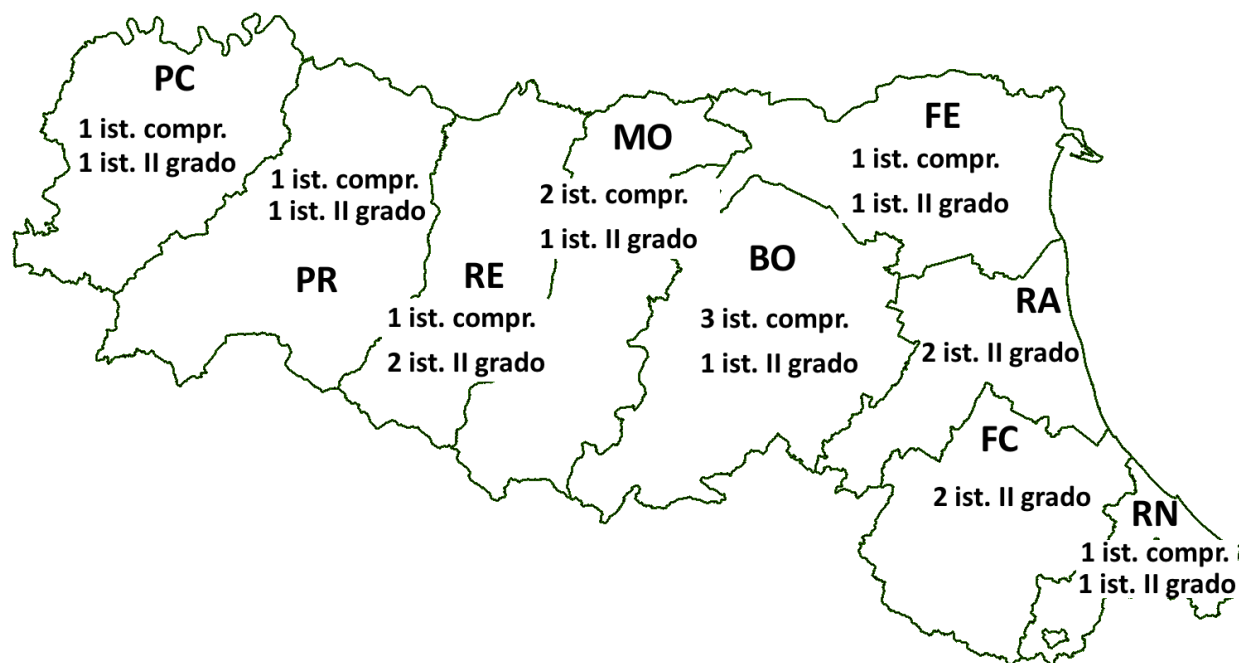 PC
1 ist. compr.
1 ist. II grado
1 ist. compr.
1 ist. II grado
PR
RE
1 ist. compr.
2 ist. II grado
MO
2 ist. compr.
1 ist. II grado
BO
3 ist. compr.
1 ist. II grado
FE
1 ist. compr.
1 ist. II grado
RA
2 ist. II grado
FC
2 ist. II grado
RN
1 ist. compr.
1 ist. II grado